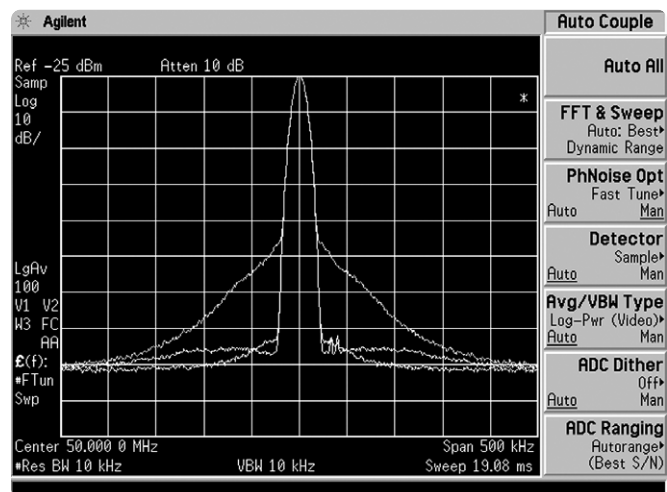 Agilent
Auto Couple
Ref -25 dBm Atten 10 dB
Samp
Log
10
dB/
*
LgAv
100
V1 V2
W3 FC
AA
£(f):
#FTun
Swp
Center 50.000 0 MHz Span 500 kHz
#Res BW 10 kHz VBW 10 kHz Sweep 19.08 ms
Auto All
FFT & Sweep
Auto: Best
Dynamic Range
PhNoise Opt
Fast Tune
Auto Man
Detector
Sample
Auto Man
Avg/VBW Type
Log-Pwr (Video)
Auto Man
ADC Dither
Off
Auto Man
ADC Ranging
Autorange
(Best S/N)